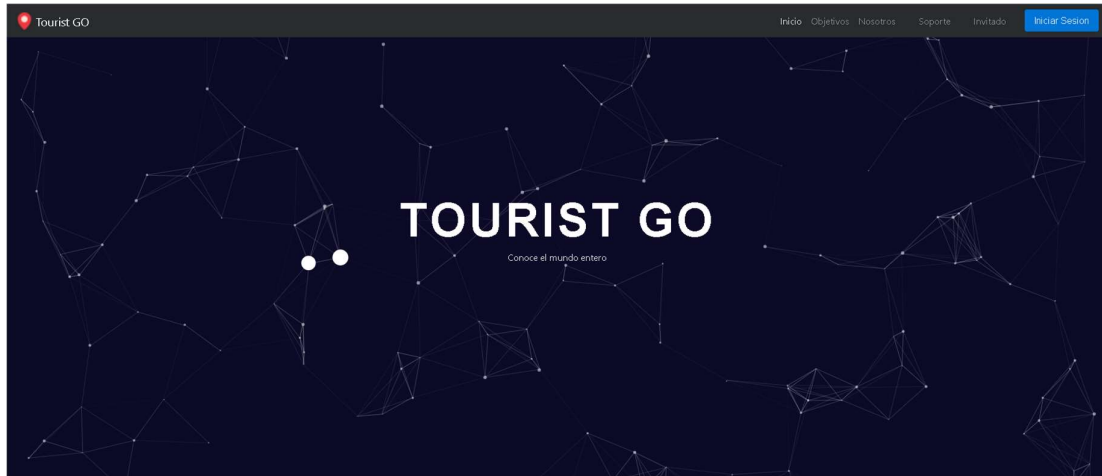 Tourist GO
Inicio Objetivos Nosotros Soporte Invitado Iniciar Sesion
TOURIST GO
Conoce el mundo entero